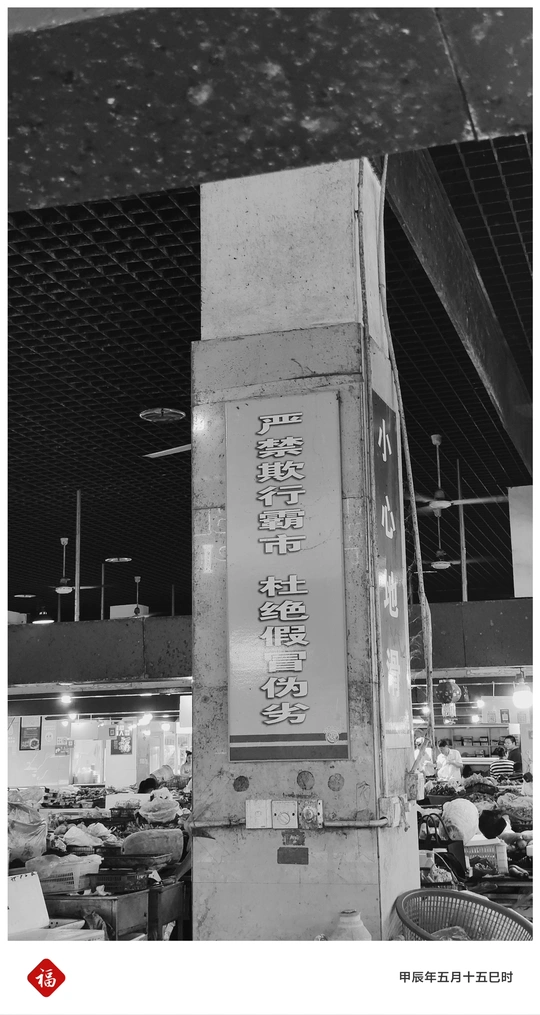 严禁欺行霸市 杜绝假冒伪劣
小心地滑
福
甲辰年五月十五巳时